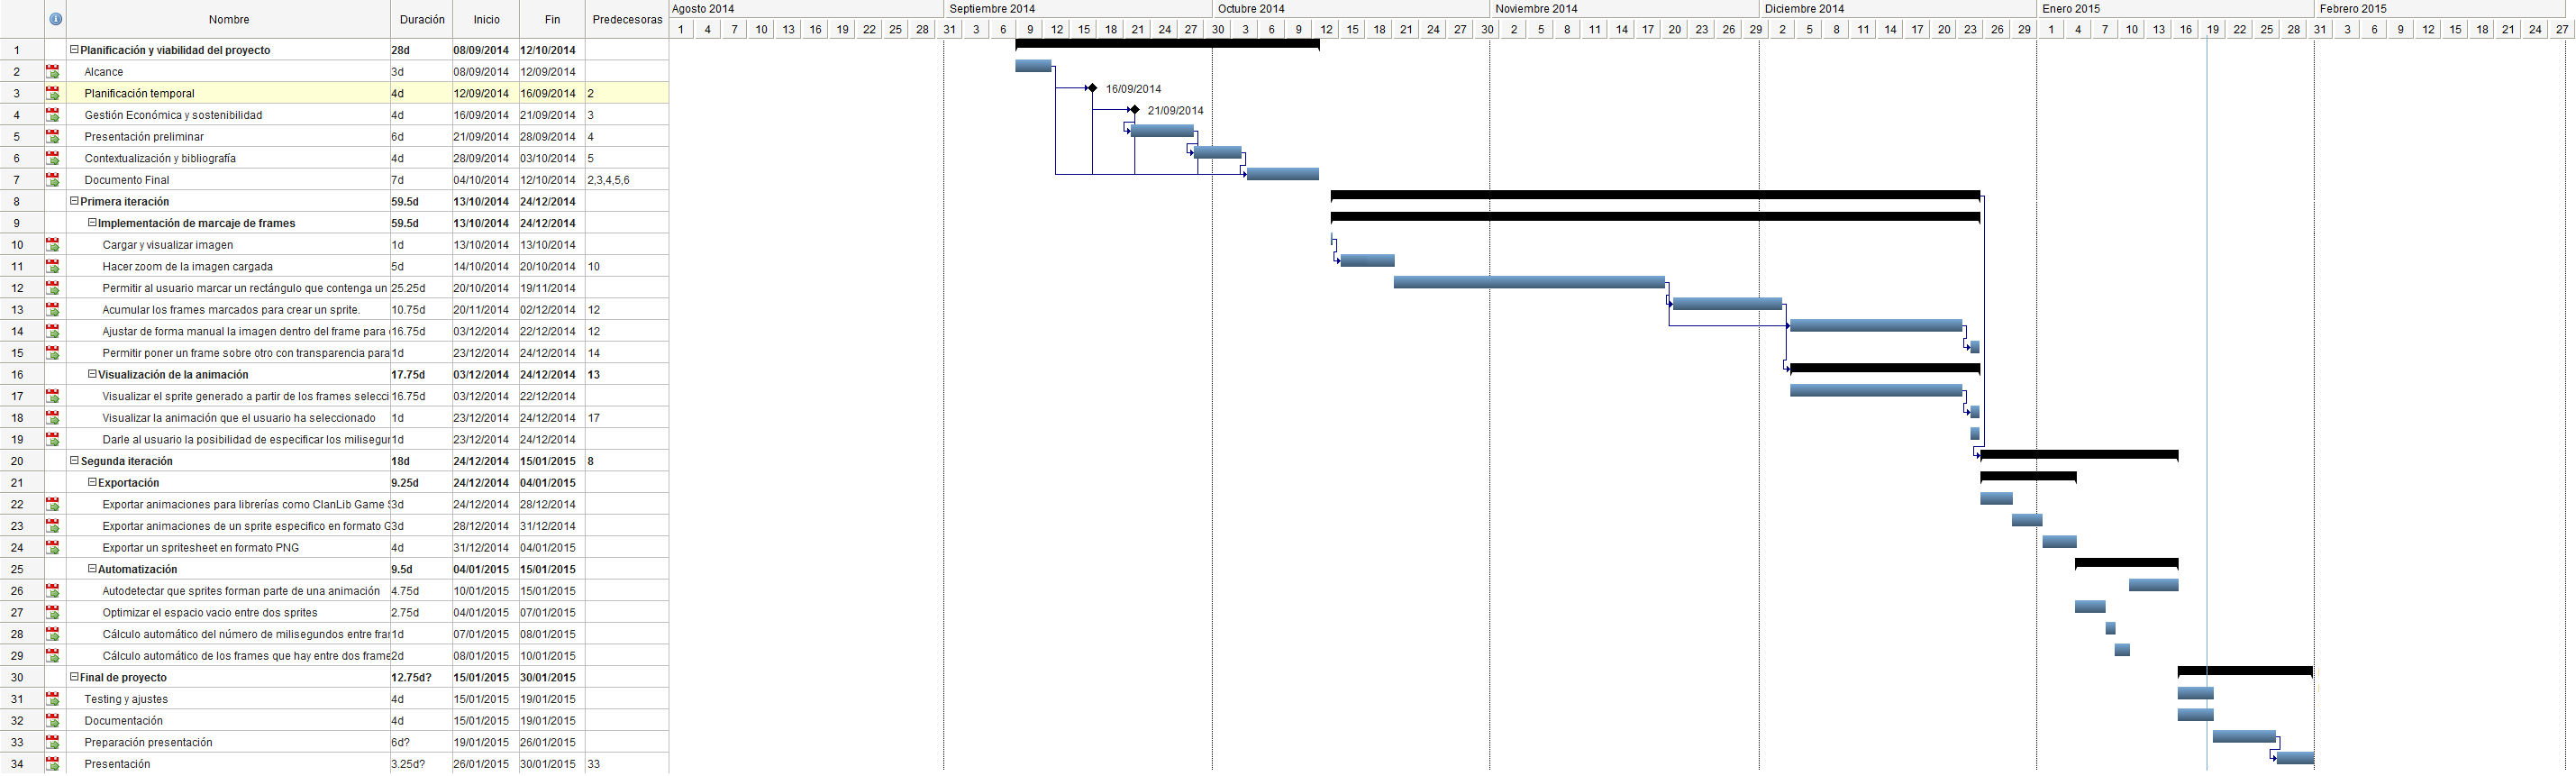 Nombre Duración Inicio Fin Predecesoras
Agosto 2014 Septiembre 2014 Octubre 2014 Noviembre 2014 Diciembre 2014 Enero 2015 Febrero 2015
1 4 7 10 13 16 19 22 25 28 31 3 6 9 12 15 18 21 24 27 30 3 6 9 12 15 18 21 24 27 30 2 5 8 11 14 17 20 23 26 29 2 5 8 11 14 17 20 23 26 29 1 4 7 10 13 16 19 22 25 28 31 3 6 9 12 15 18 21 24 27
1 Planificación y viabilidad del proyecto 28d 08/09/2014 12/10/2014
2 Alcance 3d 08/09/2014 12/09/2014
3 Planificación temporal 4d 12/09/2014 16/09/2014 2 16/09/2014
4 Gestión Económica y sostenibilidad 4d 16/09/2014 21/09/2014 3 21/09/2014
5 Presentación preliminar 6d 21/09/2014 28/09/2014 4
6 Contextualización y bibliografía 4d 28/09/2014 03/10/2014 5
7 Documento Final 7d 04/10/2014 12/10/2014 2,3,4,5,6
8 Primera iteración 59.5d 13/10/2014 24/12/2014
9 Implementación de marcaje de frames 59.5d 13/10/2014 24/12/2014
10 Cargar y visualizar imagen 1d 13/10/2014 13/10/2014
11 Hacer zoom de la imagen cargada 5d 14/10/2014 20/10/2014 10
12 Permitir al usuario marcar un rectángulo que contenga un 25.25d 20/10/2014 19/11/2014
13 Acumular los frames marcados para crear un sprite. 10.75d 20/11/2014 02/12/2014 12
14 Ajustar de forma manual la imagen dentro del frame para 16.75d 03/12/2014 22/12/2014 12
15 Permitir poner un frame sobre otro con transparencia para 1d 23/12/2014 24/12/2014 14
16 Visualización de la animación 17.75d 03/12/2014 24/12/2014 13
17 Visualizar el sprite generado a partir de los frames selecci 16.75d 03/12/2014 22/12/2014
18 Visualizar la animación que el usuario ha seleccionado 1d 23/12/2014 24/12/2014 17
19 Darle al usuario la posibilidad de especificar los milisegur 1d 23/12/2014 24/12/2014
20 Segunda iteración 18d 24/12/2014 15/01/2015 8
21 Exportación 9.25d 24/12/2014 04/01/2015
22 Exportar animaciones para librerías como ClanLib Game 3d 24/12/2014 28/12/2014
23 Exportar animaciones de un sprite especifico en formato G 3d 28/12/2014 31/12/2014
24 Exportar un spritesheet en formato PNG 4d 31/12/2014 04/01/2015
25 Automatización 9.5d 04/01/2015 15/01/2015
26 Autodetectar que sprites forman parte de una animación 4.75d 10/01/2015 15/01/2015
27 Optimizar el espacio vacio entre dos sprites 2.75d 04/01/2015 07/01/2015
28 Cálculo automático del número de milisegundos entre frar 1d 07/01/2015 08/01/2015
29 Cálculo automático de los frames que hay entre dos frame 2d 08/01/2015 10/01/2015
30 Final de proyecto 12.75d? 15/01/2015 30/01/2015
31 Testing y ajustes 4d 15/01/2015 19/01/2015
32 Documentación 4d 15/01/2015 19/01/2015
33 Preparación presentación 6d? 19/01/2015 26/01/2015
34 Presentación 3.25d? 26/01/2015 30/01/2015 33